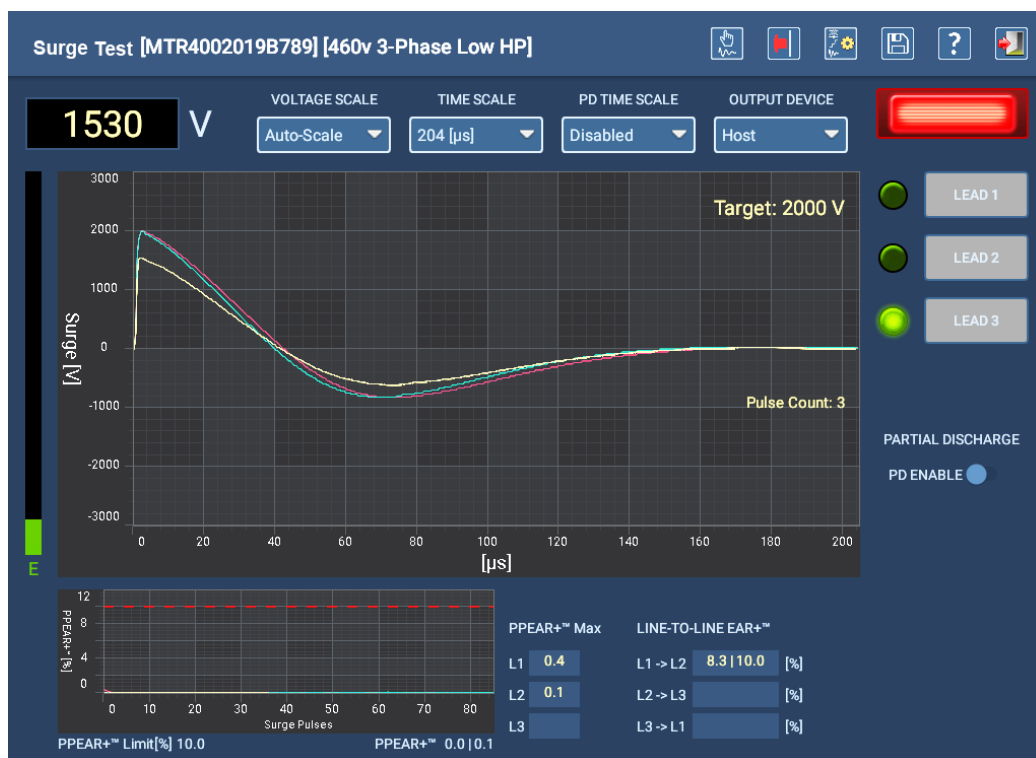 Surge Test [MTR4002019B789] [460v 3-Phase Low HP]
?
1530 V
VOLTAGE SCALE TIME SCALE PD TIME SCALE OUTPUT DEVICE
Auto-Scale 204 [µs] Disabled Host
3000
2000
1000
0
-1000
-2000
-3000
Surge [V]
Target: 2000 V
Pulse Count: 3
0 20 40 60 80 100 120 140 160 180 200
[µs]
E
LEAD 1
LEAD 2
LEAD 3
PARTIAL DISCHARGE
PD ENABLE
12
8
4
0
PPEAR+™ [%]
0 10 20 30 40 50 60 70 80
Surge Pulses
PPEAR+™ Limit[%] 10.0 PPEAR+™ 0.0|0.1
PPEAR+™ Max LINE-TO-LINE EAR+™
L1 0.4 L1 -> L2 8.3|10.0 [%]
L2 0.1 L2 -> L3 [%]
L3 L3 -> L1 [%]